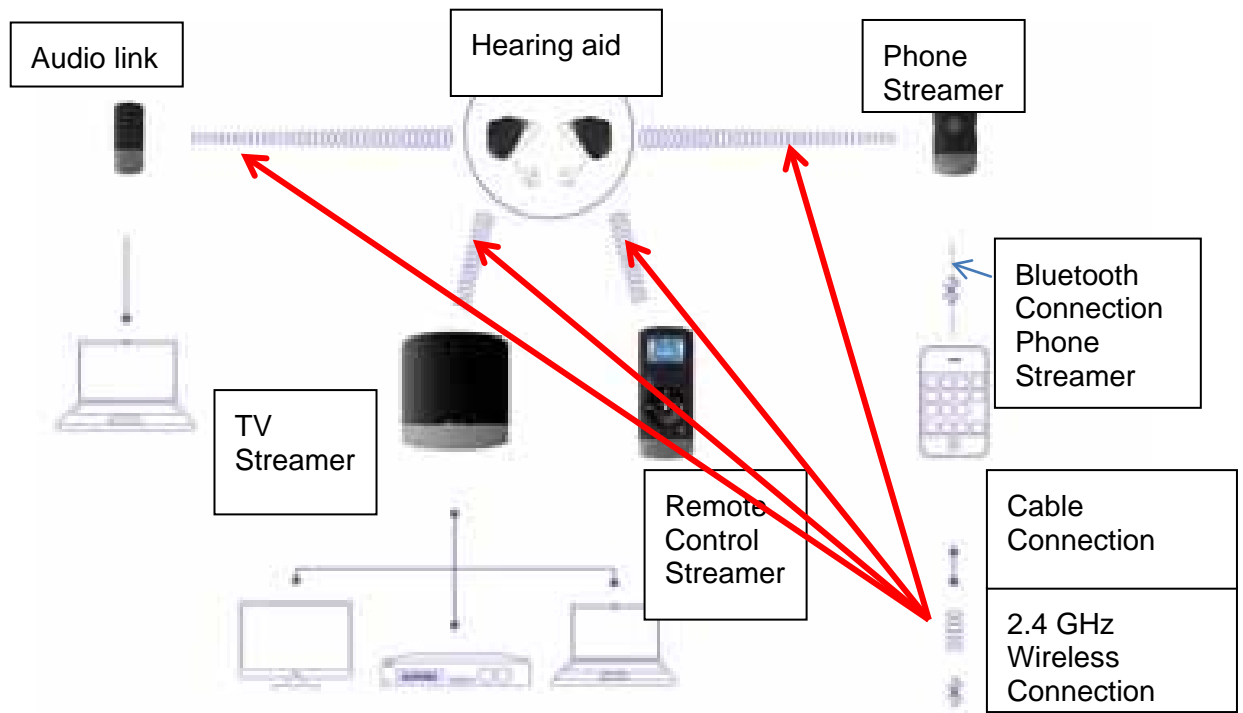 Audio link
Hearing aid
Phone
Streamer
Bluetooth
Connection
Phone
Streamer
TV
Streamer
Remote
Control
Streamer
Cable
Connection
2.4 GHz
Wireless
Connection